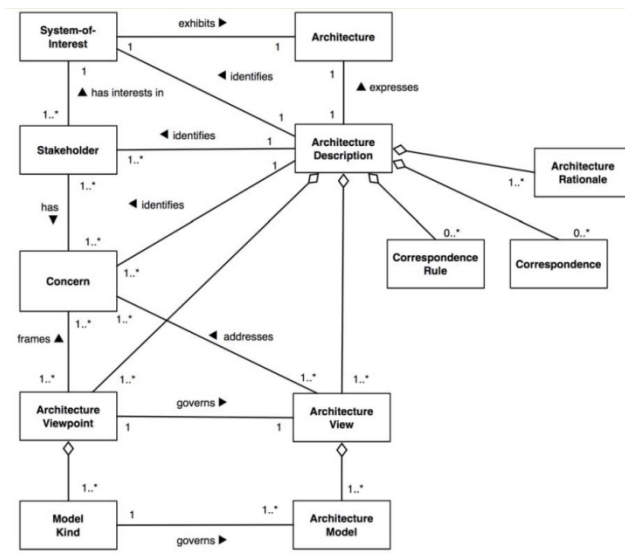 exhibits ►
System-of-
Interest
Architecture
1
1
1
1
◄ identifies
▲ has interests in
▲ expresses
1..*
1
1
Stakeholder
◄ identifies
1
Architecture
Description
1..*
1..*
1
Architecture
Rationale
1..*
has
▼
◄ identifies
1..*
1..*
0..*
0..*
Concern
Correspondence
Rule
Correspondence
1..*
1..*
frames ▲
◄ addresses
1..*
1..*
1..*
1..*
Architecture
Viewpoint
governs ►
Architecture
View
1
1
1..*
1..*
Model
Kind
1
1..*
Architecture
Model
governs ►